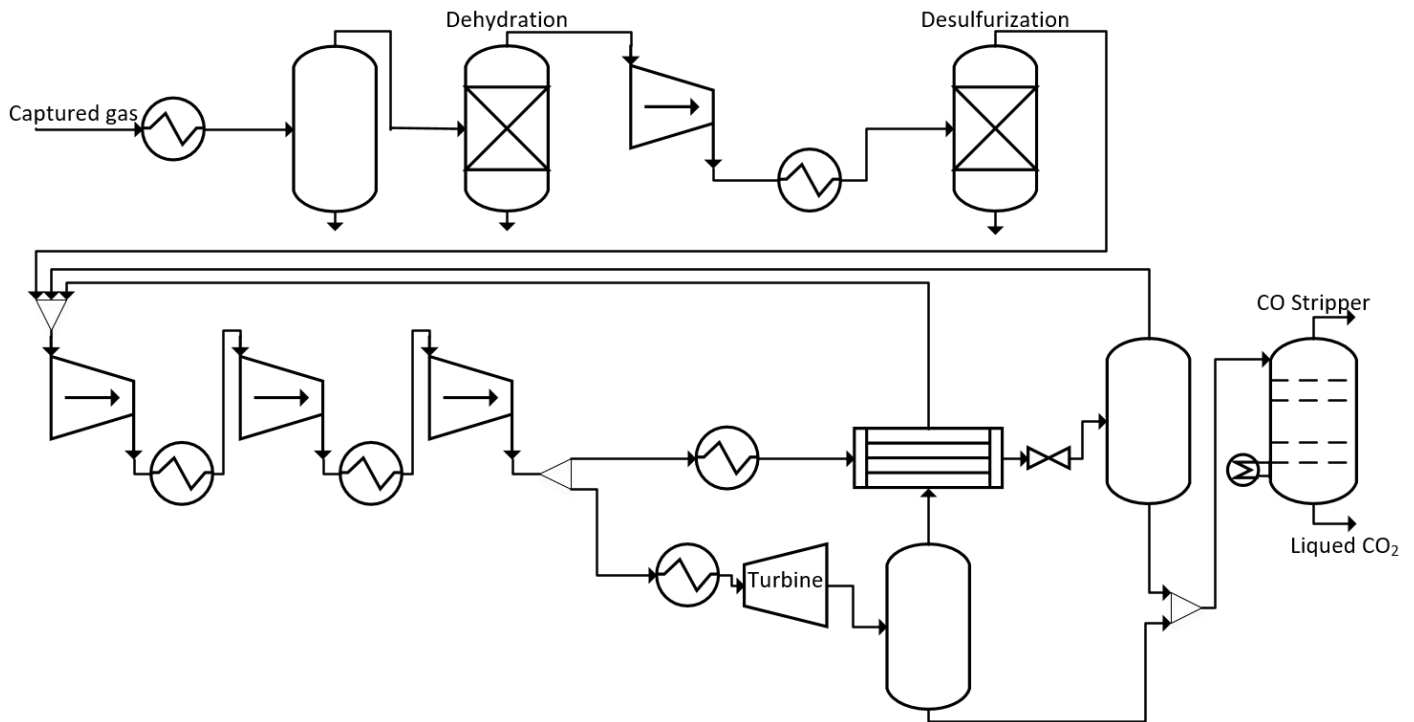 Dehydration
Desulfurization
Captured gas
CO Stripper
Liqued CO₂
Turbine